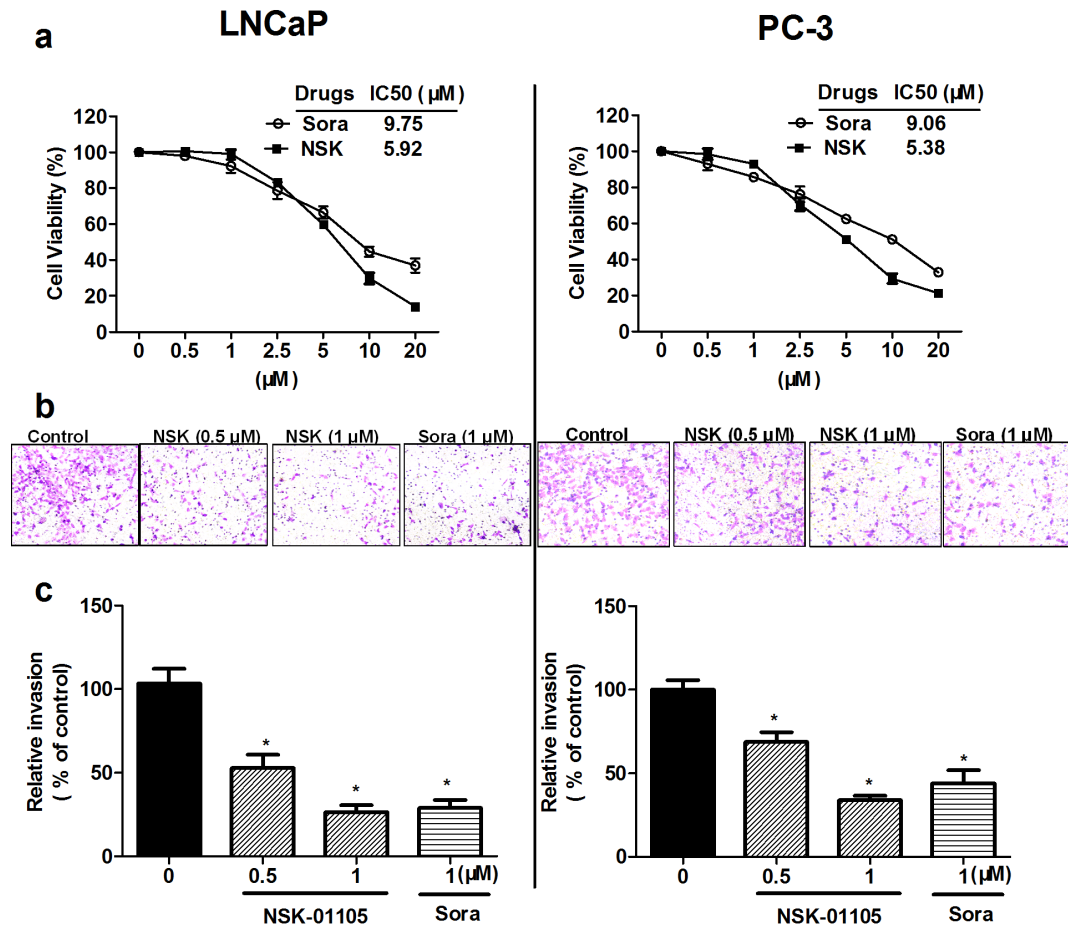 LNCaP
PC-3
a
Drugs IC50 (µM)
Sora 9.75
NSK 5.92
120
100
80
60
40
20
0
Cell Viability (%)
0 0.5 1 2.5 5 10 20
(µM)
Drugs IC50 (µM)
Sora 9.06
NSK 5.38
120
100
80
60
40
20
0
Cell Viability (%)
0 0.5 1 2.5 5 10 20
(µM)
b
Control NSK (0.5 µM) NSK (1 µM) Sora (1 µM)
Control NSK (0.5 µM) NSK (1 µM) Sora (1 µM)
c
150
100
50
0
Relative invasion
( % of control)
* * *
0 0.5 1 1(µM)
NSK-01105 Sora
150
100
50
0
Relative invasion
( % of control)
* * *
0 0.5 1 1(µM)
NSK-01105 Sora